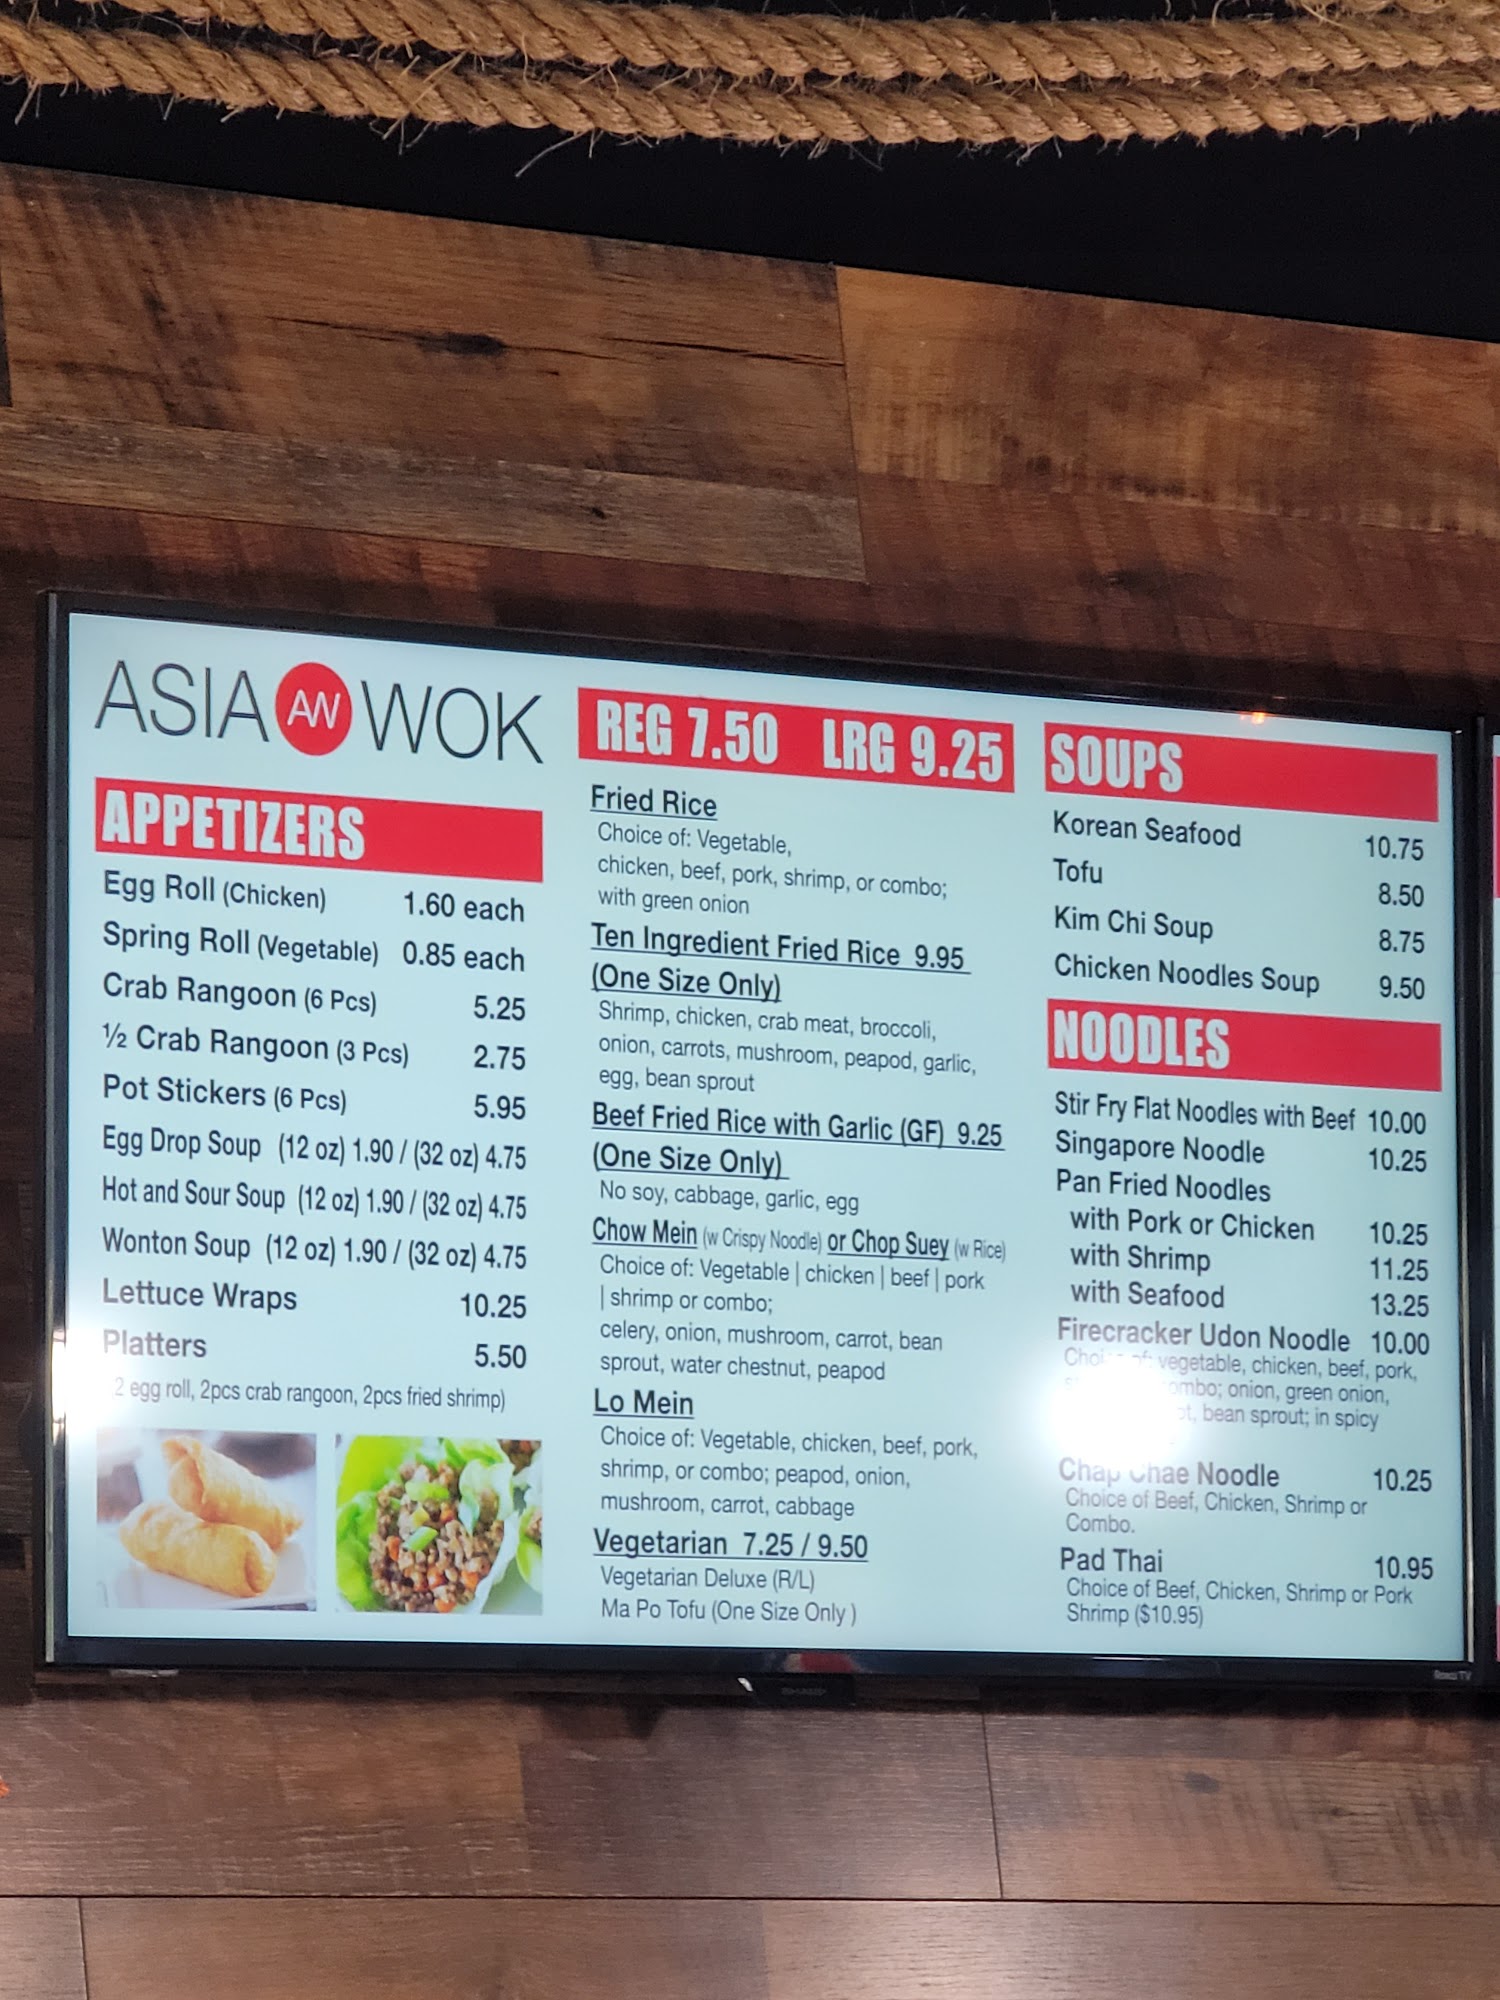 ASIA AW WOK
APPETIZERS
Egg Roll (Chicken) 1.60 each
Spring Roll (Vegetable) 0.85 each
Crab Rangoon (6 Pcs) 5.25
½ Crab Rangoon (3 Pcs) 2.75
Pot Stickers (6 Pcs) 5.95
Egg Drop Soup (12 oz) 1.90 / (32 oz) 4.75
Hot and Sour Soup (12 oz) 1.90 / (32 oz) 4.75
Wonton Soup (12 oz) 1.90 / (32 oz) 4.75
Lettuce Wraps 10.25
Platters 5.50
2 egg roll, 2pcs crab rangoon, 2pcs fried shrimp)
REG 7.50 LRG 9.25
Fried Rice
Choice of: Vegetable,
chicken, beef, pork, shrimp, or combo;
with green onion
Ten Ingredient Fried Rice 9.95
(One Size Only)
Shrimp, chicken, crab meat, broccoli,
onion, carrots, mushroom, peapod, garlic,
egg, bean sprout
Beef Fried Rice with Garlic (GF) 9.25
(One Size Only)
No soy, cabbage, garlic, egg
Chow Mein (w Crispy Noodle) or Chop Suey (w Rice)
Choice of: Vegetable | chicken | beef | pork
| shrimp or combo;
celery, onion, mushroom, carrot, bean
sprout, water chestnut, peapod
Lo Mein
Choice of: Vegetable, chicken, beef, pork,
shrimp, or combo; peapod, onion,
mushroom, carrot, cabbage
Vegetarian 7.25 / 9.50
Vegetarian Deluxe (R/L)
Ma Po Tofu (One Size Only )
SOUPS
Korean Seafood 10.75
Tofu 8.50
Kim Chi Soup 8.75
Chicken Noodles Soup 9.50
NOODLES
Stir Fry Flat Noodles with Beef 10.00
Singapore Noodle 10.25
Pan Fried Noodles
with Pork or Chicken 10.25
with Shrimp 11.25
with Seafood 13.25
Firecracker Udon Noodle 10.00
vegetable, chicken, beef, pork,
combo; onion, green onion,
bean sprout; in spicy
Chap Chae Noodle 10.25
Choice of Beef, Chicken, Shrimp or
Combo.
Pad Thai 10.95
Choice of Beef, Chicken, Shrimp or Pork
Shrimp ($10.95)
Roku TV